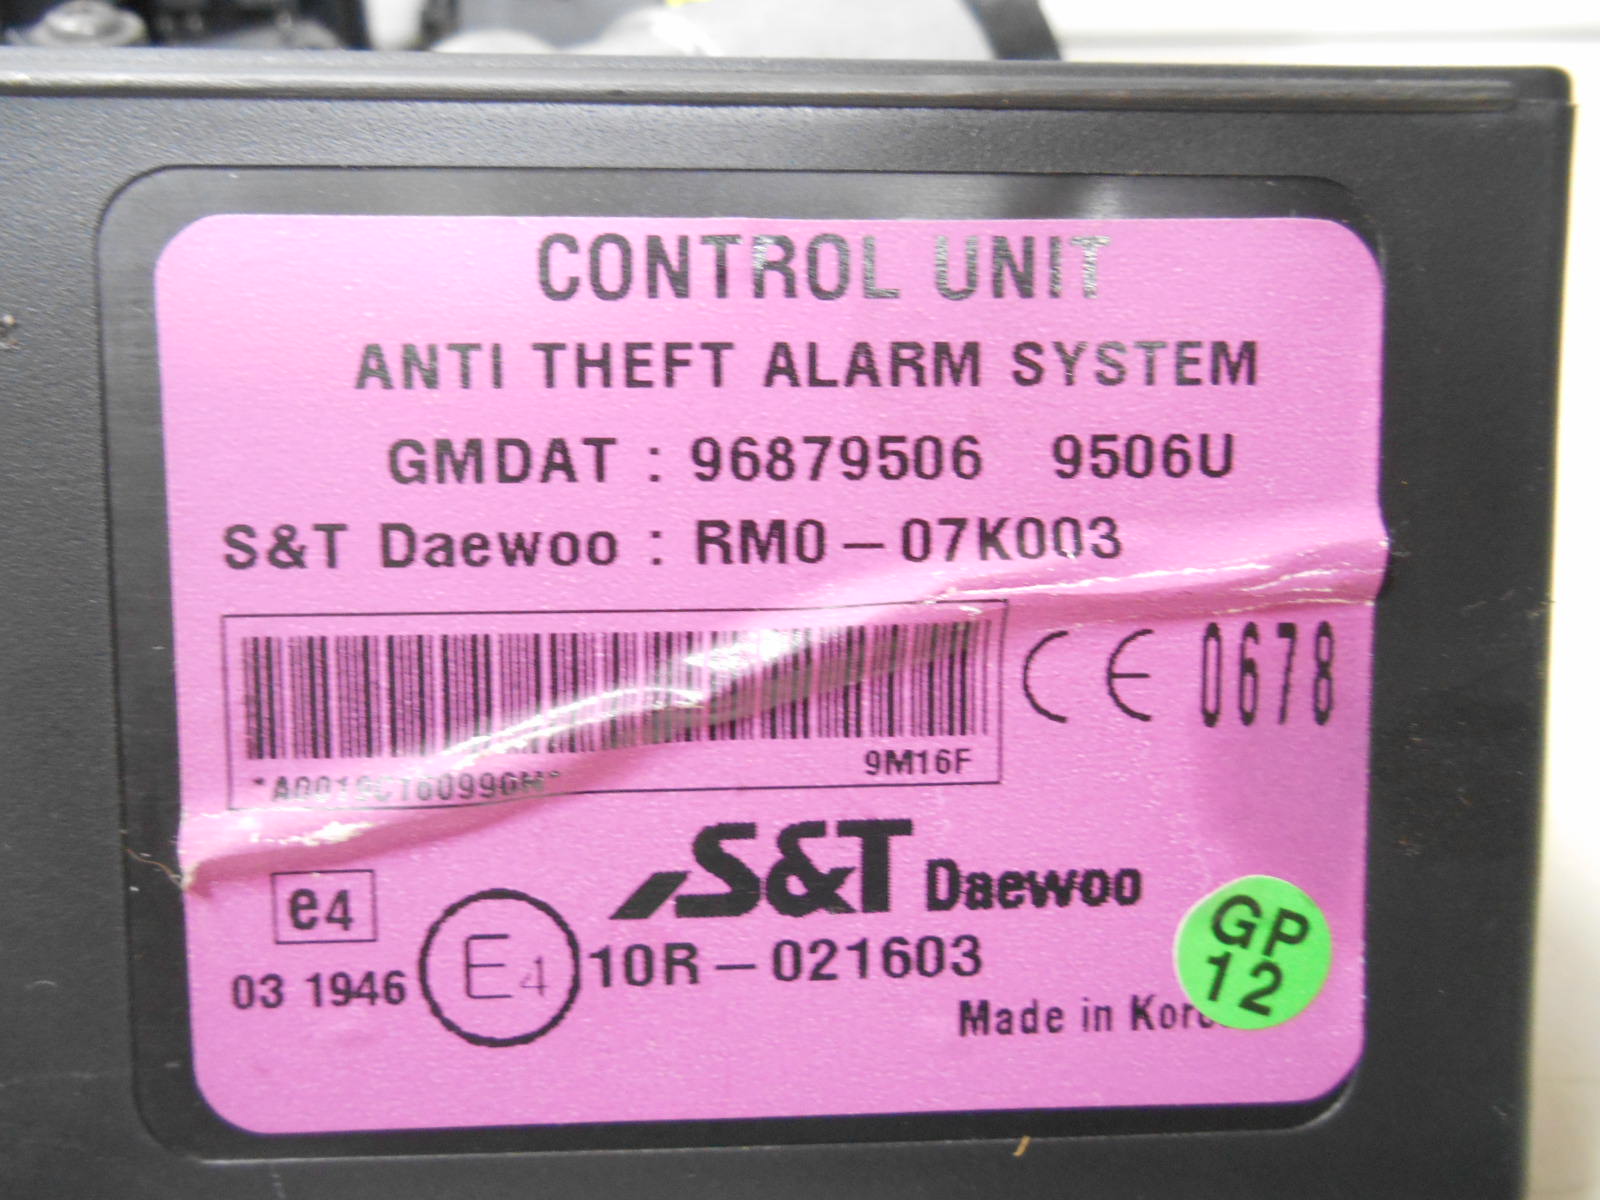 CONTROL UNIT
ANTI THEFT ALARM SYSTEM
GMDAT : 96879506 9506U
S&T Daewoo : RM0-07K003
CE 0678
9M16F
S&T Daewoo
e4
03 1946 E4 10R-021603
Made in
GP
12